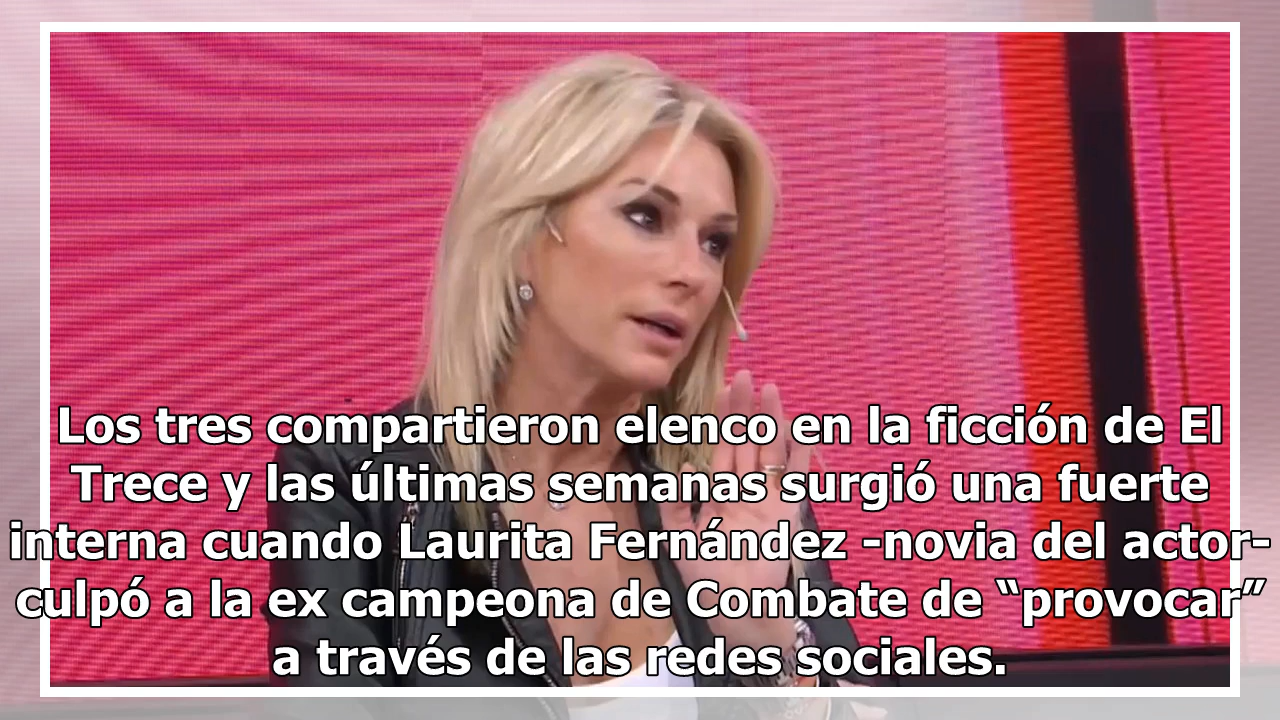 Los tres compartieron elenco en la ficción de El
Trece y las últimas semanas surgió una fuerte
interna cuando Laurita Fernández -novia del actor-
culpó a la ex campeona de Combate de “provocar”
a través de las redes sociales.